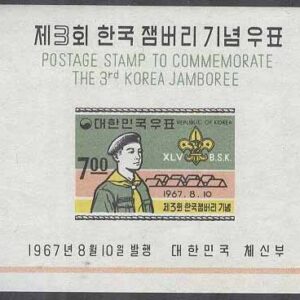 제3회 한국 잼버리 기념 우표
POSTAGE STAMP TO COMMEMORATE
THE 3rd KOREA JAMBOREE
대한민국우표
REPUBLIC OF KOREA
7.00
XLV B.S.K.
1967.8.10
제3회 한국잼버리기념
1967년 8월 10일 발행 대한민국 체신부